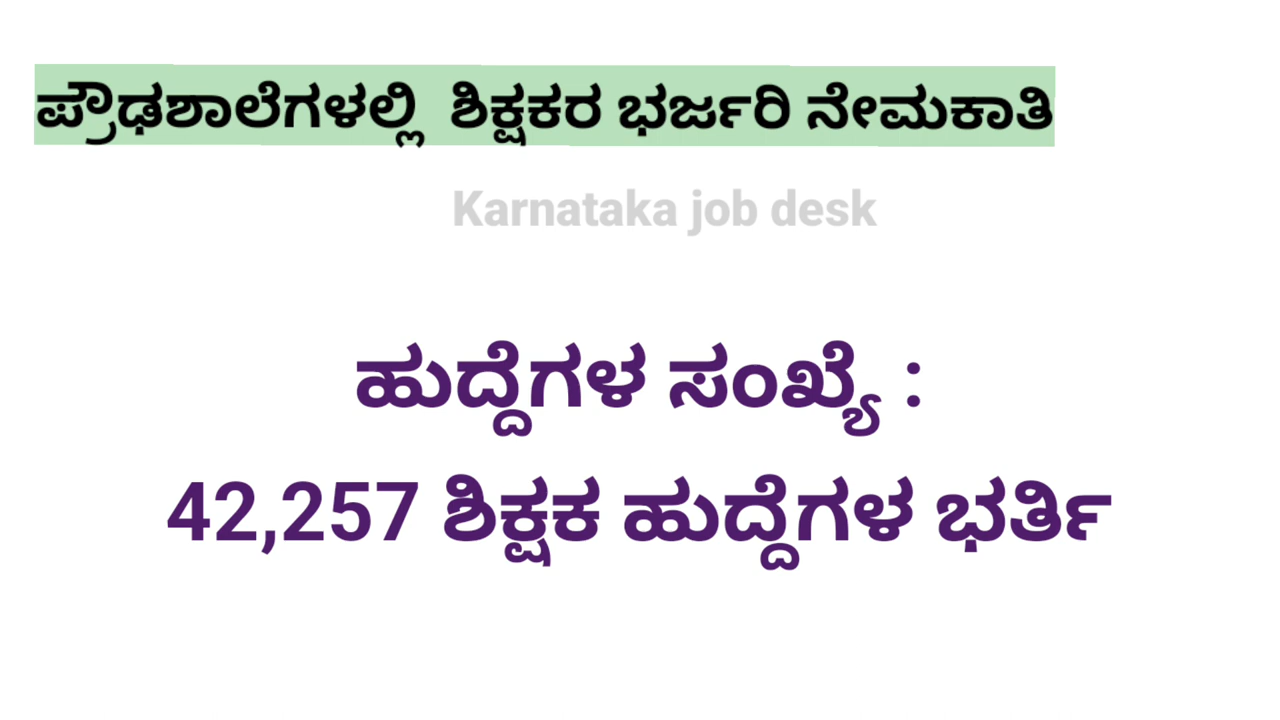 ಪ್ರೌಢಶಾಲೆಗಳಲ್ಲಿ ಶಿಕ್ಷಕರ ಭರ್ಜರಿ ನೇಮಕಾತಿ
Karnataka job desk
ಹುದ್ದೆಗಳ ಸಂಖ್ಯೆ :
42,257 ಶಿಕ್ಷಕ ಹುದ್ದೆಗಳ ಭರ್ತಿ